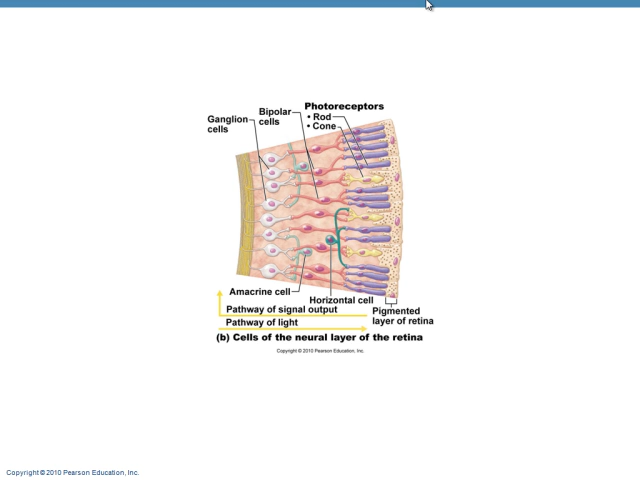 Photoreceptors
• Rod
• Cone
Bipolar
cells
Ganglion
cells
Amacrine cell
Horizontal cell
Pathway of signal output
Pathway of light
Pigmented
layer of retina
(b) Cells of the neural layer of the retina
Copyright © 2010 Pearson Education, Inc.
Copyright © 2010 Pearson Education, Inc.